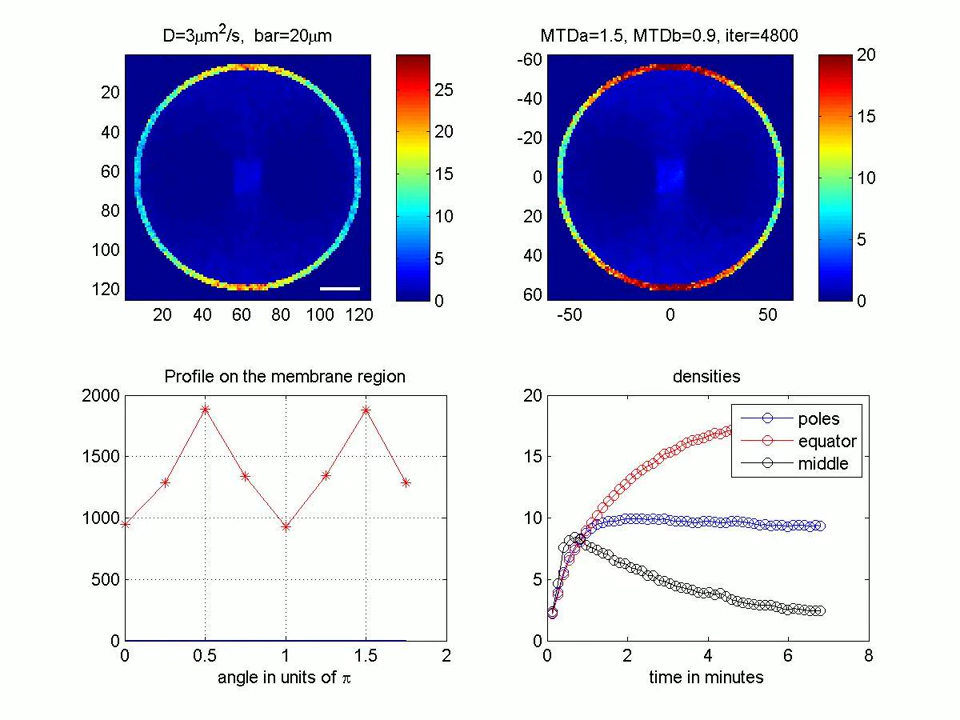 D=3μm²/s, bar=20μm
20
40
60
80
100
120
20 40 60 80 100 120
25
20
15
10
5
0
MTDa=1.5, MTDb=0.9, iter=4800
-60
-40
-20
0
20
40
60
-50 0 50
20
15
10
5
0
Profile on the membrane region
2000
1500
1000
500
0
0 0.5 1 1.5 2
angle in units of π
densities
20
15
10
5
0
0 2 4 6 8
time in minutes
poles
equator
middle